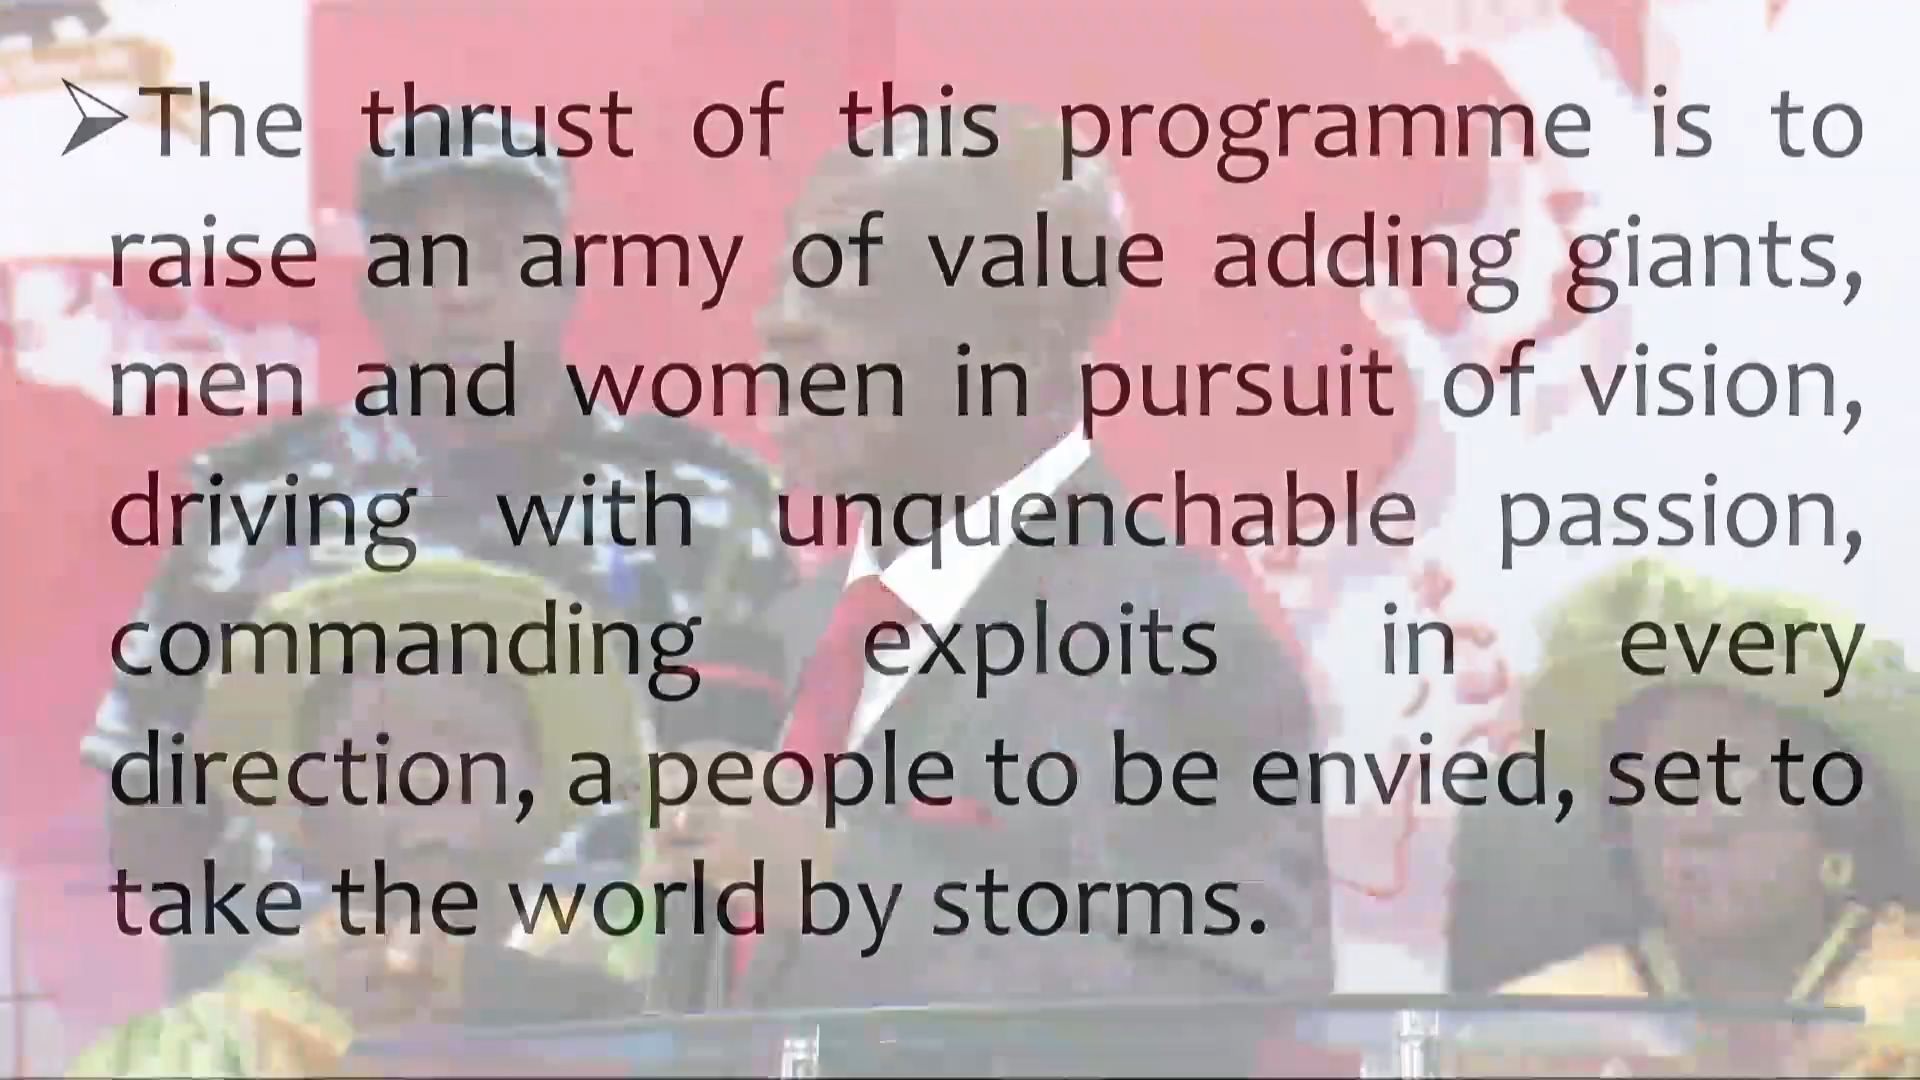 ➢The thrust of this programme is to
raise an army of value adding giants,
men and women in pursuit of vision,
driving with unquenchable passion,
commanding exploits in every
direction, a people to be envied, set to
take the world by storms.